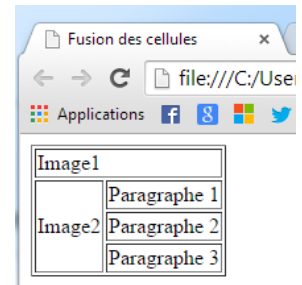 Fusion des cellules
file:///C:/User
Applications
Image1
Image2
Paragraphe 1
Paragraphe 2
Paragraphe 3